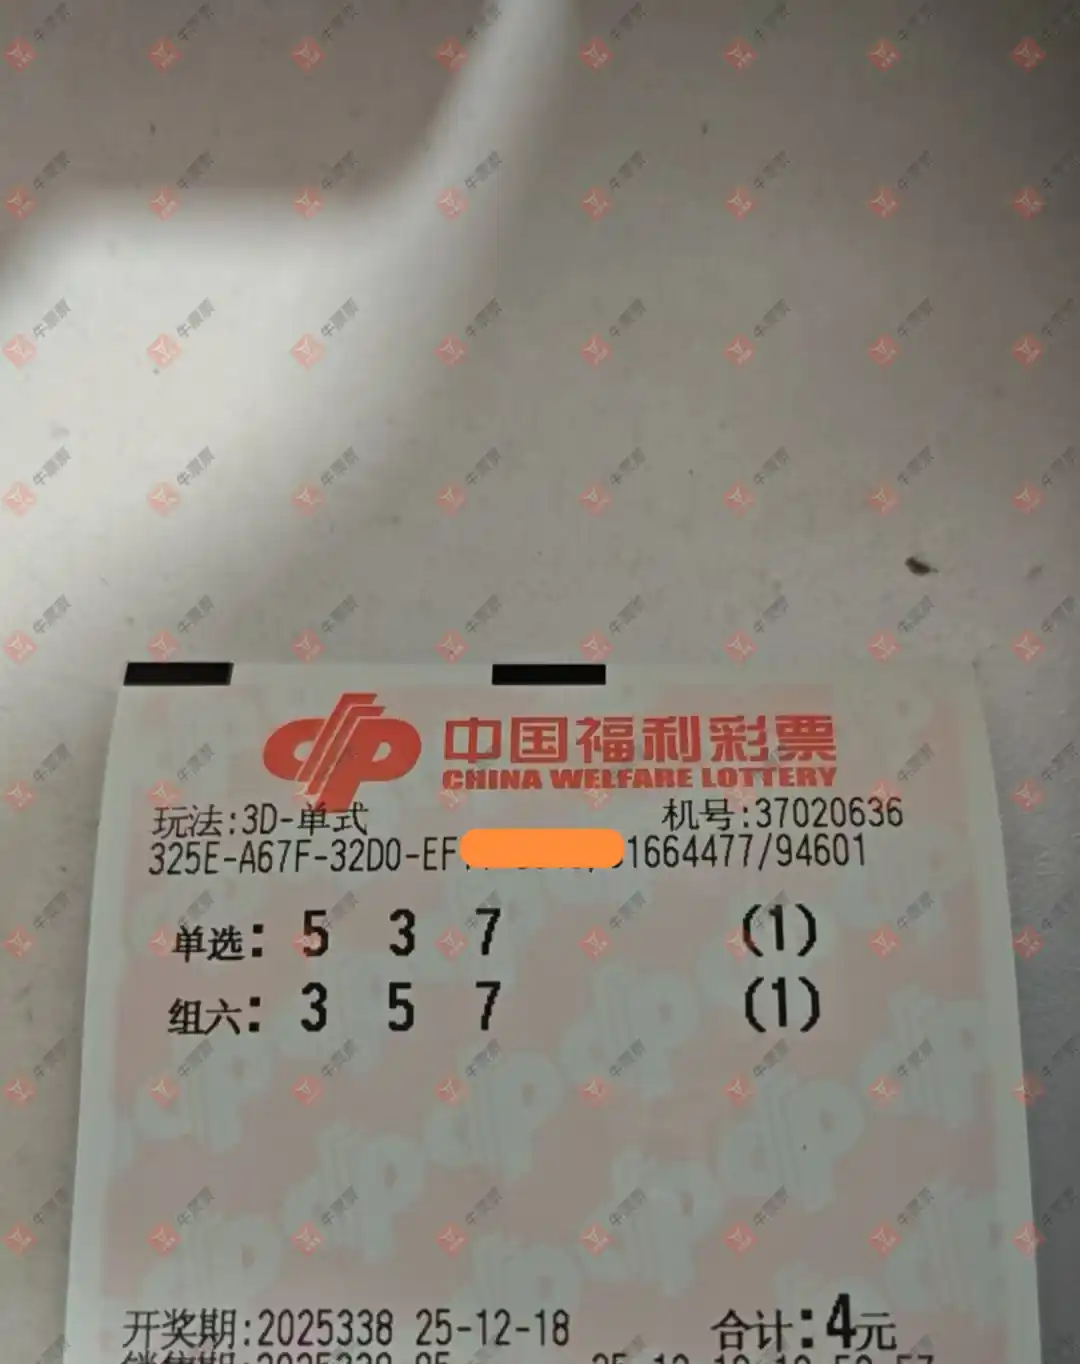 中国福利彩票
CHINA WELFARE LOTTERY
玩法:3D-单式 机号:37020636
325E-A67F-32D0-EF 1664477/94601
单选: 5 3 7 (1)
组六: 3 5 7 (1)
开奖期:2025338 25-12-18 合计:4元